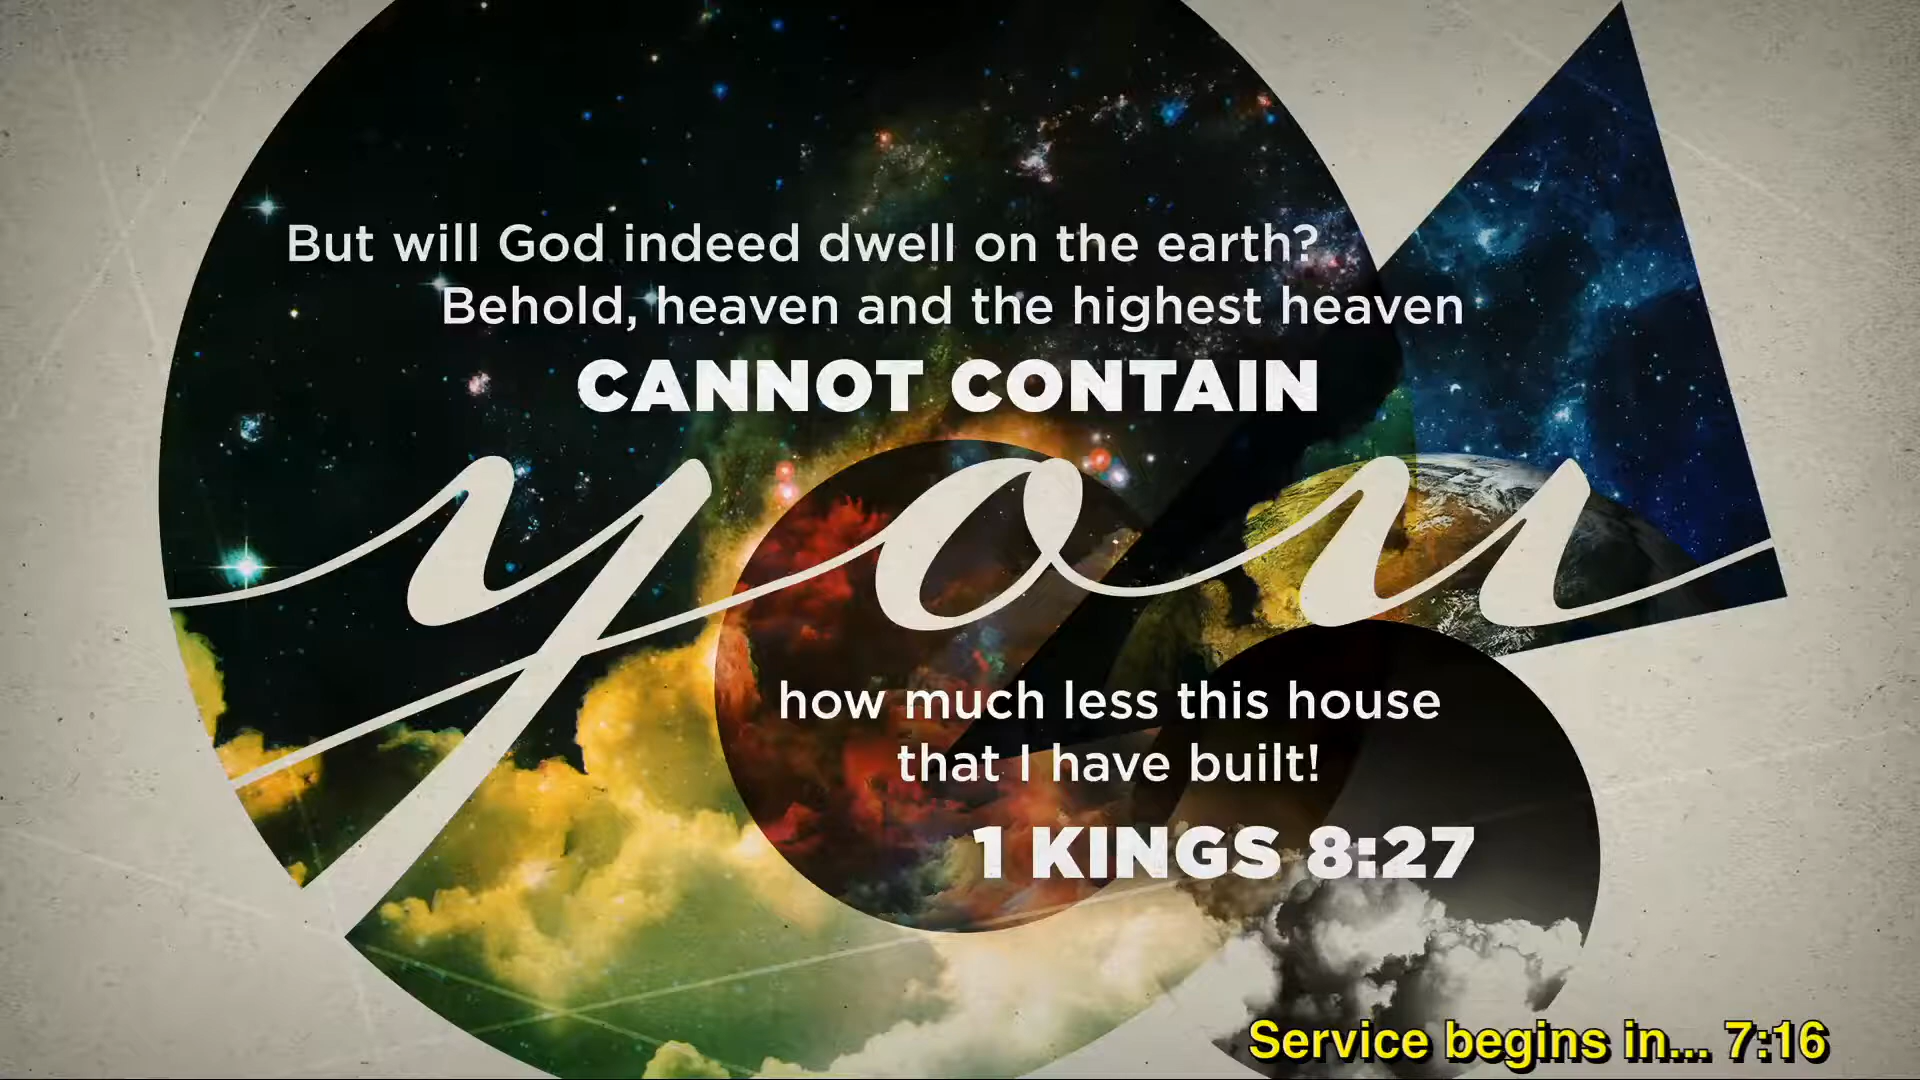 But will God indeed dwell on the earth?
Behold, heaven and the highest heaven
CANNOT CONTAIN
you
how much less this house
that I have built!
1 KINGS 8:27
Service begins in... 7:16